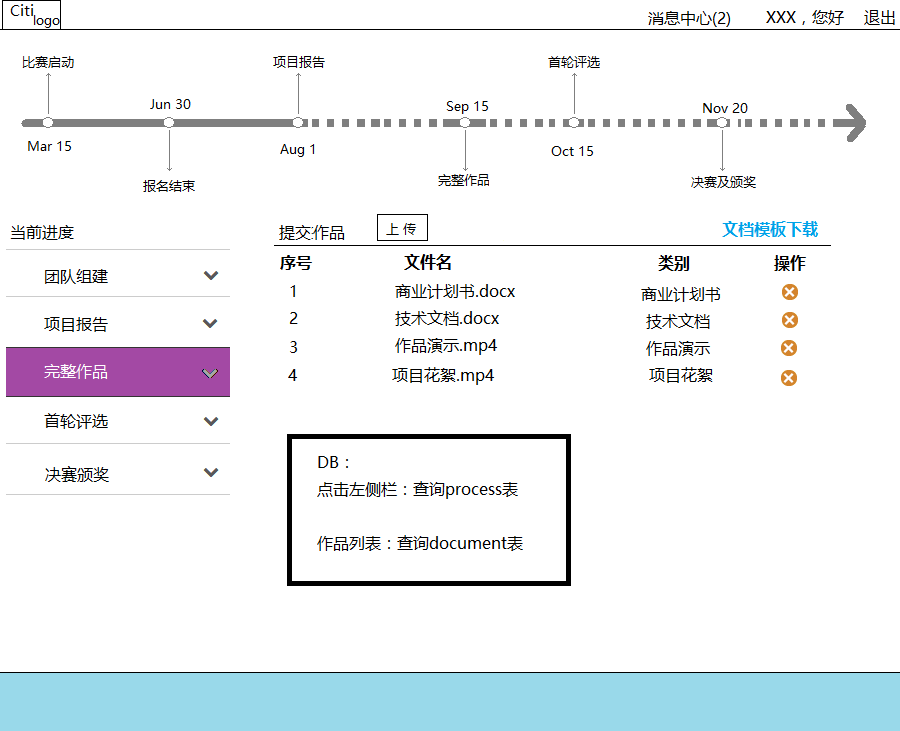 Citi
logo
消息中心(2) XXX，您好 退出
比赛启动 项目报告 首轮评选
Jun 30 Sep 15 Nov 20
Mar 15 Aug 1 Oct 15
报名结束 完整作品 决赛及颁奖
当前进度
团队组建
项目报告
完整作品
首轮评选
决赛颁奖
提交作品 上传 文档模板下载
序号 文件名 类别 操作
1 商业计划书.docx 商业计划书
2 技术文档.docx 技术文档
3 作品演示.mp4 作品演示
4 项目花絮.mp4 项目花絮
DB：
点击左侧栏：查询process表
作品列表：查询document表